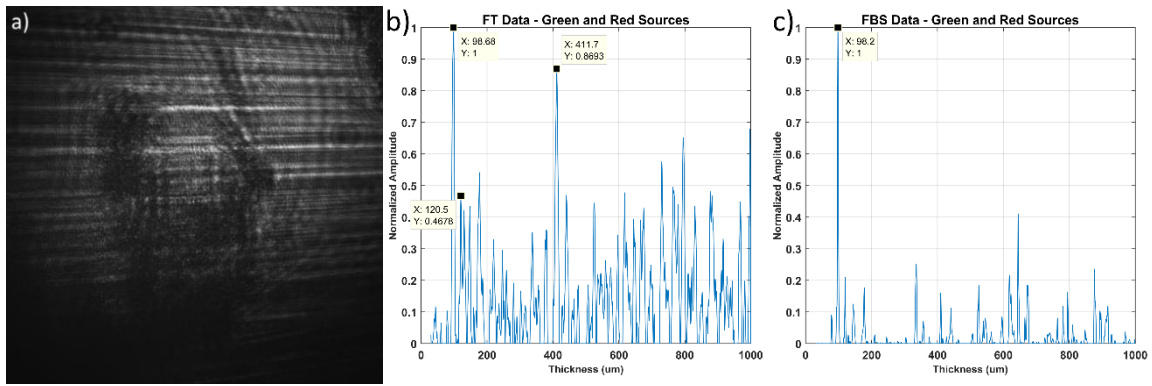 a)
b)
FT Data - Green and Red Sources
X: 98.68
Y: 1
X: 411.7
Y: 0.8693
X: 120.5
Y: 0.4678
Normalized Amplitude
1
0.9
0.8
0.7
0.6
0.5
0.4
0.3
0.2
0.1
0
0 200 400 600 800 1000
Thickness (um)
c)
FBS Data - Green and Red Sources
X: 98.2
Y: 1
Normalized Amplitude
1
0.9
0.8
0.7
0.6
0.5
0.4
0.3
0.2
0.1
0
0 200 400 600 800 1000
Thickness (um)